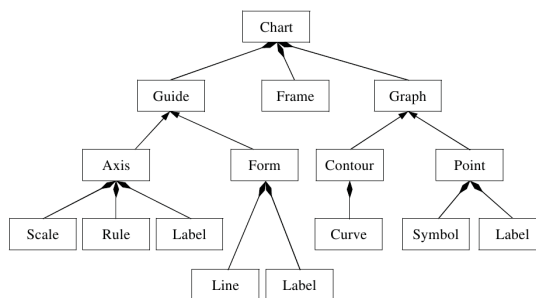 Chart
Guide Frame Graph
Axis Form Contour Point
Scale Rule Label Curve Symbol Label
Line Label